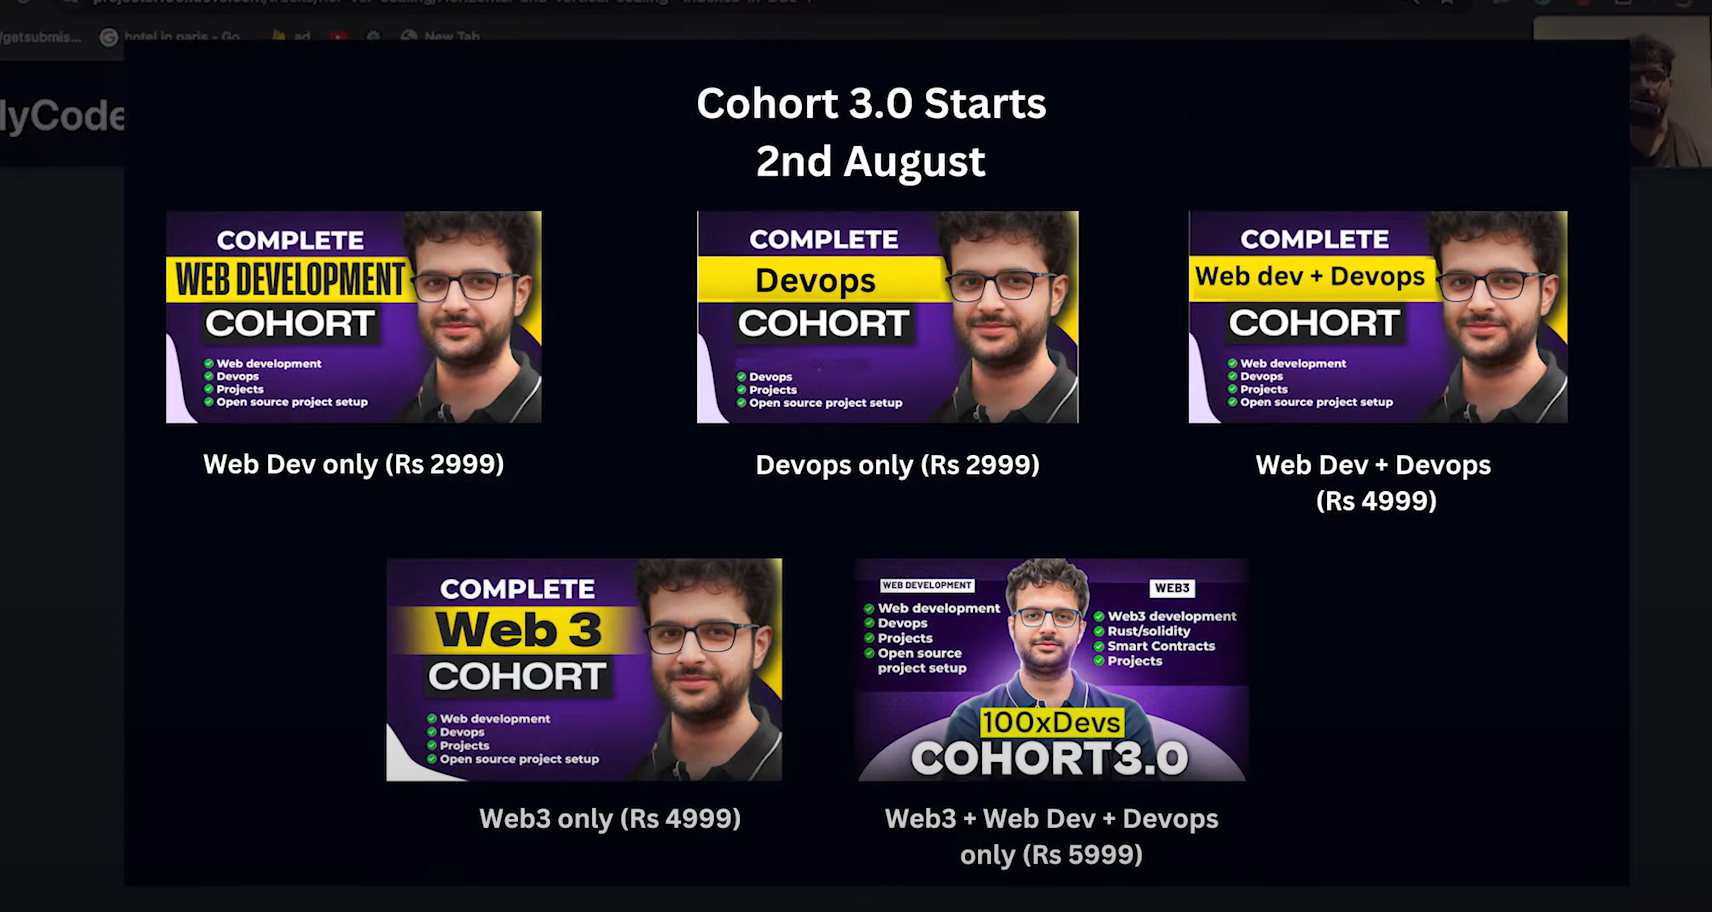 /getsubmis...
hotel in paris - Go...
ad
New Tab
lyCode
Cohort 3.0 Starts
2nd August
COMPLETE
WEB DEVELOPMENT
COHORT
Web development
Devops
Projects
Open source project setup
Web Dev only (Rs 2999)
COMPLETE
Devops
COHORT
Devops
Projects
Open source project setup
Devops only (Rs 2999)
COMPLETE
Web dev + Devops
COHORT
Web development
Devops
Projects
Open source project setup
Web Dev + Devops
(Rs 4999)
COMPLETE
Web 3
COHORT
Web development
Devops
Projects
Open source project setup
Web3 only (Rs 4999)
WEB DEVELOPMENT
Web development
Devops
Projects
Open source
project setup
WEB3
Web3 development
Rust/solidity
Smart Contracts
Projects
100xDevs
COHORT3.0
Web3 + Web Dev + Devops
only (Rs 5999)